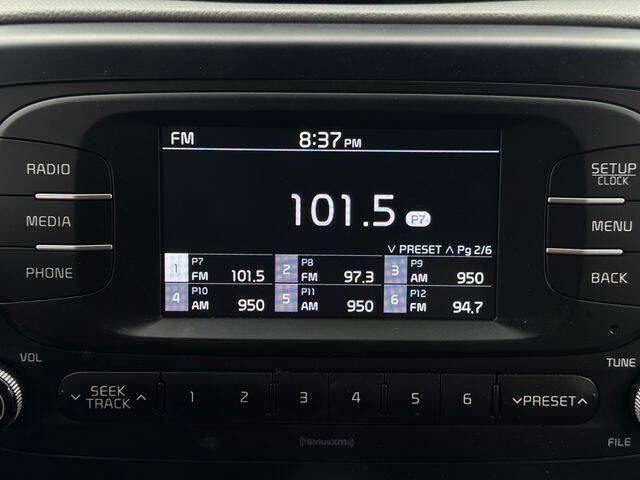 FM 8:37 PM
RADIO
MEDIA
PHONE
101.5 P7
∨ PRESET ∧ Pg 2/6
1 P7 FM 101.5
2 P8 FM 97.3
3 P9 AM 950
4 P10 AM 950
5 P11 AM 950
6 P12 FM 94.7
SETUP
CLOCK
MENU
BACK
VOL
TUNE
∨ SEEK TRACK ∧
1 2 3 4 5 6
∨PRESET∧
((SiriusXM))
FILE